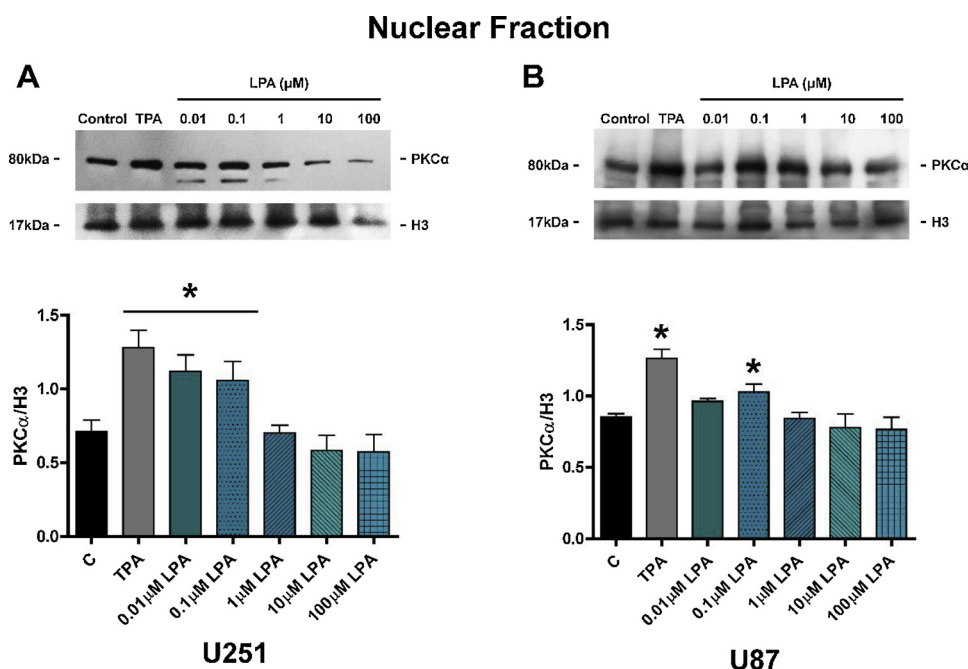 Nuclear Fraction
A
LPA (µM)
Control TPA 0.01 0.1 1 10 100
80kDa - - PKCα
17kDa - - H3
*
PKCα/H3
1.5
1.0
0.5
0.0
C TPA 0.01µM LPA 0.1µM LPA 1µM LPA 10µM LPA 100µM LPA
U251
B
LPA (µM)
Control TPA 0.01 0.1 1 10 100
80kDa - - PKCα
17kDa - - H3
* *
PKCα/H3
1.5
1.0
0.5
0.0
C TPA 0.01µM LPA 0.1µM LPA 1µM LPA 10µM LPA 100µM LPA
U87